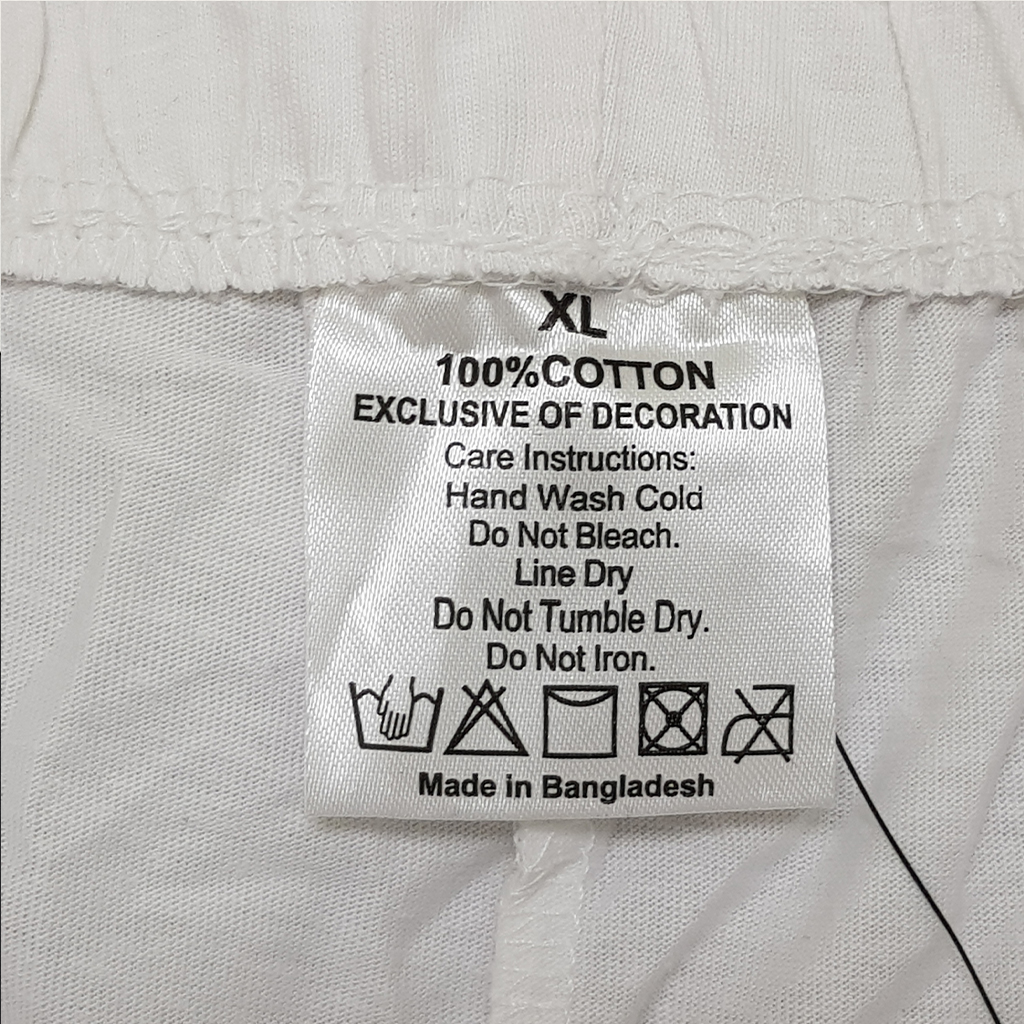 XL
100%COTTON
EXCLUSIVE OF DECORATION
Care Instructions:
Hand Wash Cold
Do Not Bleach.
Line Dry
Do Not Tumble Dry.
Do Not Iron.
Made in Bangladesh